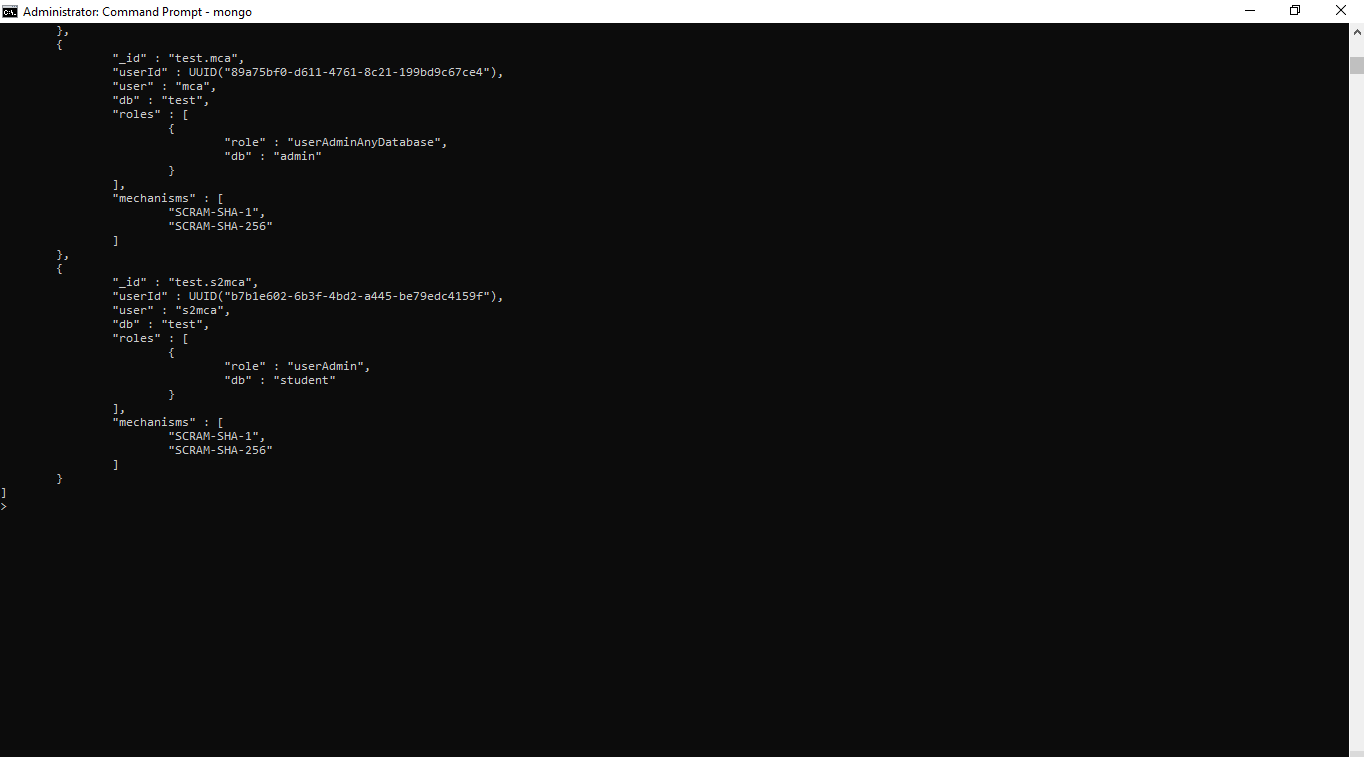 Administrator: Command Prompt - mongo
        },
        {
                "_id" : "test.mca",
                "userId" : UUID("89a75bf0-d611-4761-8c21-199bd9c67ce4"),
                "user" : "mca",
                "db" : "test",
                "roles" : [
                        {
                                "role" : "userAdminAnyDatabase",
                                "db" : "admin"
                        }
                ],
                "mechanisms" : [
                        "SCRAM-SHA-1",
                        "SCRAM-SHA-256"
                ]
        },
        {
                "_id" : "test.s2mca",
                "userId" : UUID("b7b1e602-6b3f-4bd2-a445-be79edc4159f"),
                "user" : "s2mca",
                "db" : "test",
                "roles" : [
                        {
                                "role" : "userAdmin",
                                "db" : "student"
                        }
                ],
                "mechanisms" : [
                        "SCRAM-SHA-1",
                        "SCRAM-SHA-256"
                ]
        }
]
>